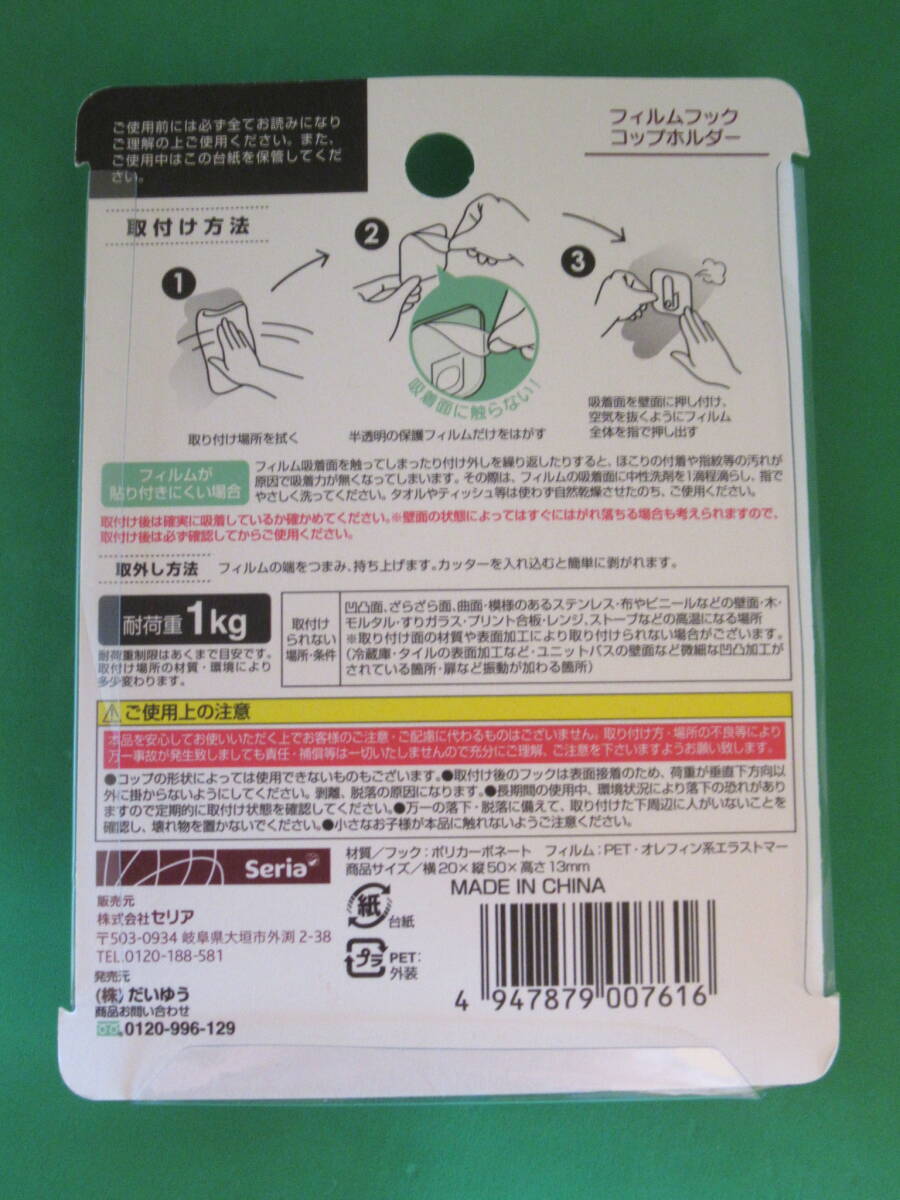 ご使用前には必ず全てお読みになり
ご理解の上ご使用ください。また、
ご使用中はこの台紙を保管してくだ
さい。
フィルムフック
コップホルダー
取付け方法
1
2
3
吸着面に触らない!
取り付け場所を拭く
半透明の保護フィルムだけをはがす
吸着面を壁面に押し付け、
空気を抜くようにフィルム
全体を指で押し出す
フィルムが
貼り付きにくい場合
フィルム吸着面を触ってしまったり付け外しを繰り返したりすると、ほこりの付着や指紋等の汚れが
原因で吸着力が無くなってしまいます。その際は、フィルムの吸着面に中性洗剤を1滴程滴らし、指で
やさしく洗ってください。タオルやティッシュ等は使わず自然乾燥させたのち、ご使用ください。
取付け後は確実に吸着しているか確かめてください。※壁面の状態によってはすぐにはがれ落ちる場合も考えられますので、
取付け後は必ず確認してからご使用ください。
取外し方法
フィルムの端をつまみ、持ち上げます。カッターを入れ込むと簡単に剥がれます。
耐荷重1kg
耐荷重制限はあくまで目安です。
取付け場所の材質・環境により
多少変わります。
取付け
られない
場所・条件
凹凸面、ざらざら面、曲面・模様のあるステンレス・布やビニールなどの壁面・木・
モルタル・すりガラス・プリント合板・レンジ、ストーブなどの高温になる場所
※取り付け面の材質や表面加工により取り付けられない場合がございます。
(冷蔵庫・タイルの表面加工など・ユニットバスの壁面など微細な凹凸加工が
されている箇所・扉など振動が加わる箇所)
ご使用上の注意
本品を安心してお使いいただく上でお客様のご注意・ご配慮に代わるものはございません。取り付け方・場所の不良等により
万一事故が発生致しましても責任・補償等は一切いたしませんので充分にご理解、ご注意を下さいますようお願い致します。
●コップの形状によっては使用できないものもございます。●取付け後のフックは表面接着のため、荷重が垂直下方向以
外に掛からないようにしてください。剥離、脱落の原因になります。●長期間の使用中、環境状況により落下の恐れがあり
ますので定期的に取付け状態を確認してください。●万一の落下・脱落に備えて、取り付けた下周辺に人がいないことを
確認し、壊れ物を置かないでください。●小さなお子様が本品に触れないようご注意ください。
Seria
販売元
株式会社セリア
〒503-0934 岐阜県大垣市外渕 2-38
TEL.0120-188-581
発売元
(株)だいゆう
商品お問い合わせ
0120-996-129
材質/フック:ポリカーボネート フィルム:PET・オレフィン系エラストマー
商品サイズ/横20×縦50×高さ13mm
MADE IN CHINA
紙
台紙
プラ
PET:
外装
4 947879 007616